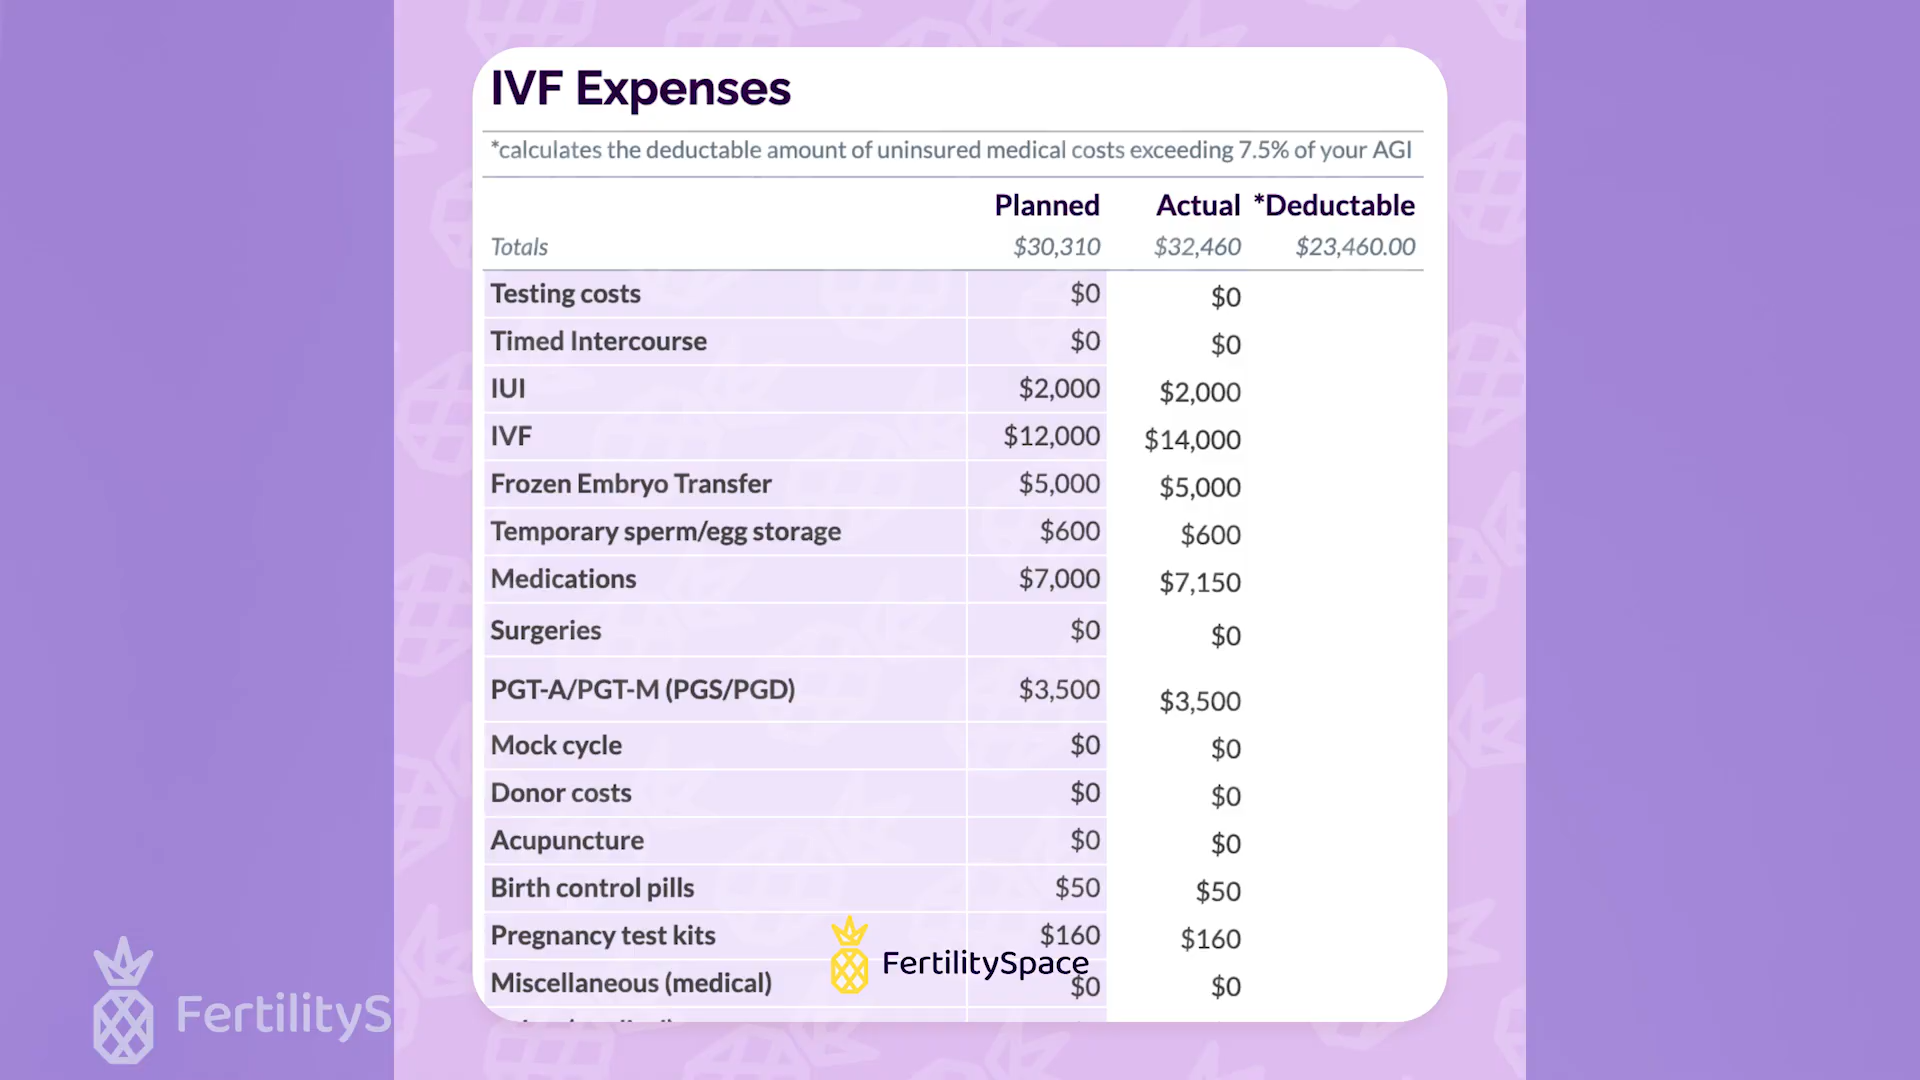 IVF Expenses
*calculates the deductable amount of uninsured medical costs exceeding 7.5% of your AGI
Planned Actual *Deductable
Totals $30,310 $32,460 $23,460.00
Testing costs $0 $0
Timed Intercourse $0 $0
IUI $2,000 $2,000
IVF $12,000 $14,000
Frozen Embryo Transfer $5,000 $5,000
Temporary sperm/egg storage $600 $600
Medications $7,000 $7,150
Surgeries $0 $0
PGT-A/PGT-M (PGS/PGD) $3,500 $3,500
Mock cycle $0 $0
Donor costs $0 $0
Acupuncture $0 $0
Birth control pills $50 $50
Pregnancy test kits $160 $160
FertilitySpace
Miscellaneous (medical) $0 $0
FertilityS